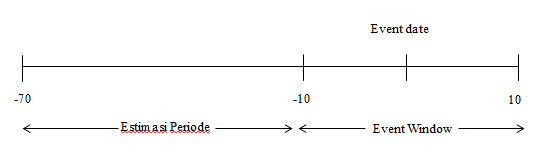 Event date
-70 -10 10
Estimasi Periode Event Window